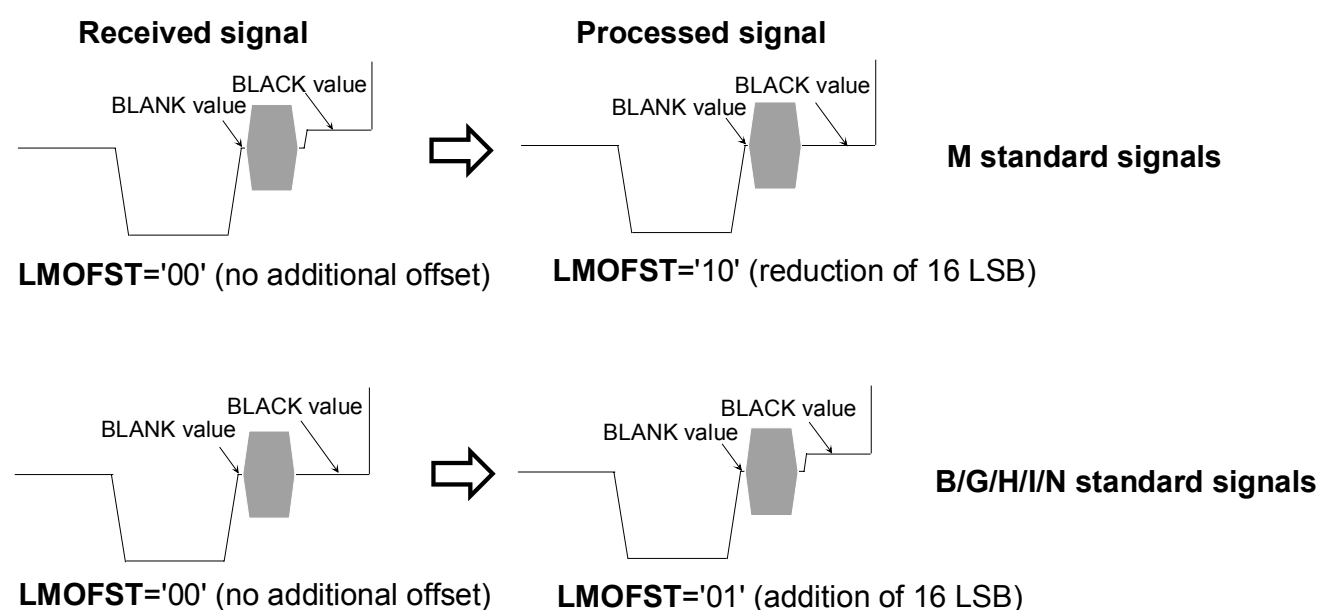 Received signal
Processed signal
BLACK value
BLANK value
BLACK value
BLANK value
M standard signals
LMOFST='00' (no additional offset)
LMOFST='10' (reduction of 16 LSB)
BLACK value
BLANK value
BLACK value
BLANK value
B/G/H/I/N standard signals
LMOFST='00' (no additional offset)
LMOFST='01' (addition of 16 LSB)